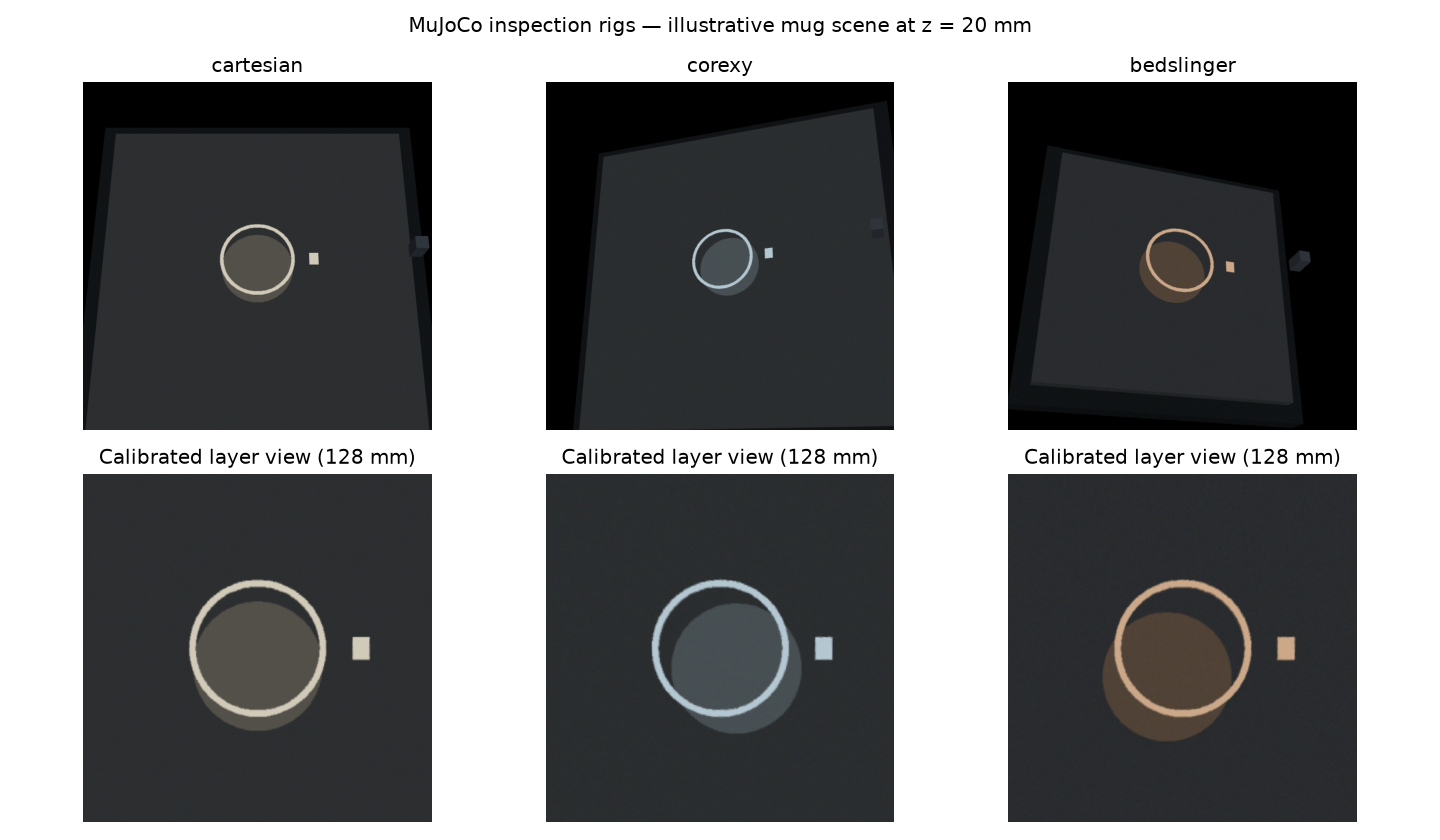 MuJoCo inspection rigs — illustrative mug scene at z = 20 mm
cartesian
corexy
bedslinger
Calibrated layer view (128 mm)
Calibrated layer view (128 mm)
Calibrated layer view (128 mm)